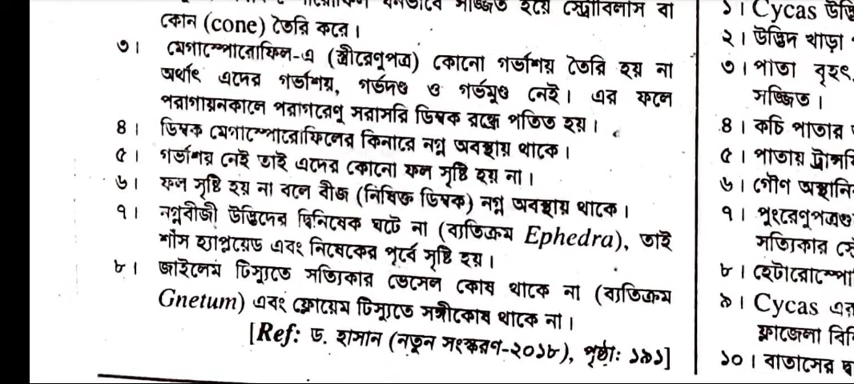 সজ্জিত হয়ে স্ট্রোবিলাস বা
কোন (cone) তৈরি করে।
৩। মেগাস্পোরোফিল-এ (স্ত্রীরেণুপত্র) কোনো গর্ভাশয় তৈরি হয় না
অর্থাৎ এদের গর্ভাশয়, গর্ভদণ্ড ও গর্ভমুণ্ড নেই। এর ফলে
পরাগায়নকালে পরাগরেণু সরাসরি ডিম্বক রন্ধ্রে পতিত হয়।
৪। ডিম্বক মেগাস্পোরোফিলের কিনারে নগ্ন অবস্থায় থাকে।
৫। গর্ভাশয় নেই তাই এদের কোনো ফল সৃষ্টি হয় না।
৬। ফল সৃষ্টি হয় না বলে বীজ (নিষিক্ত ডিম্বক) নগ্ন অবস্থায় থাকে।
৭। নগ্নবীজী উদ্ভিদের দ্বিনিষেক ঘটে না (ব্যতিক্রম Ephedra), তাই
শাঁস হ্যাপ্লয়েড এবং নিষেকের পূর্বে সৃষ্টি হয়।
৮। জাইলেম টিস্যুতে সত্যিকার ভেসেল কোষ থাকে না (ব্যতিক্রম
Gnetum) এবং ফ্লোয়েম টিস্যুতে সঙ্গীকোষ থাকে না।
[Ref: ড. হাসান (নতুন সংস্করণ-২০১৮), পৃষ্ঠা: ১৯১]
১। Cycas
২। উদ্ভিদ খাড়া
৩। পাতা বৃহৎ,
সজ্জিত।
৪। কচি পাতার
৫। পাতায়
৬। গৌণ
৭। পুংরেণুপত্রগু
সত্যিকার
৮।
৯। Cycas এর
ফ্লাজেলা
১০। বাতাসের